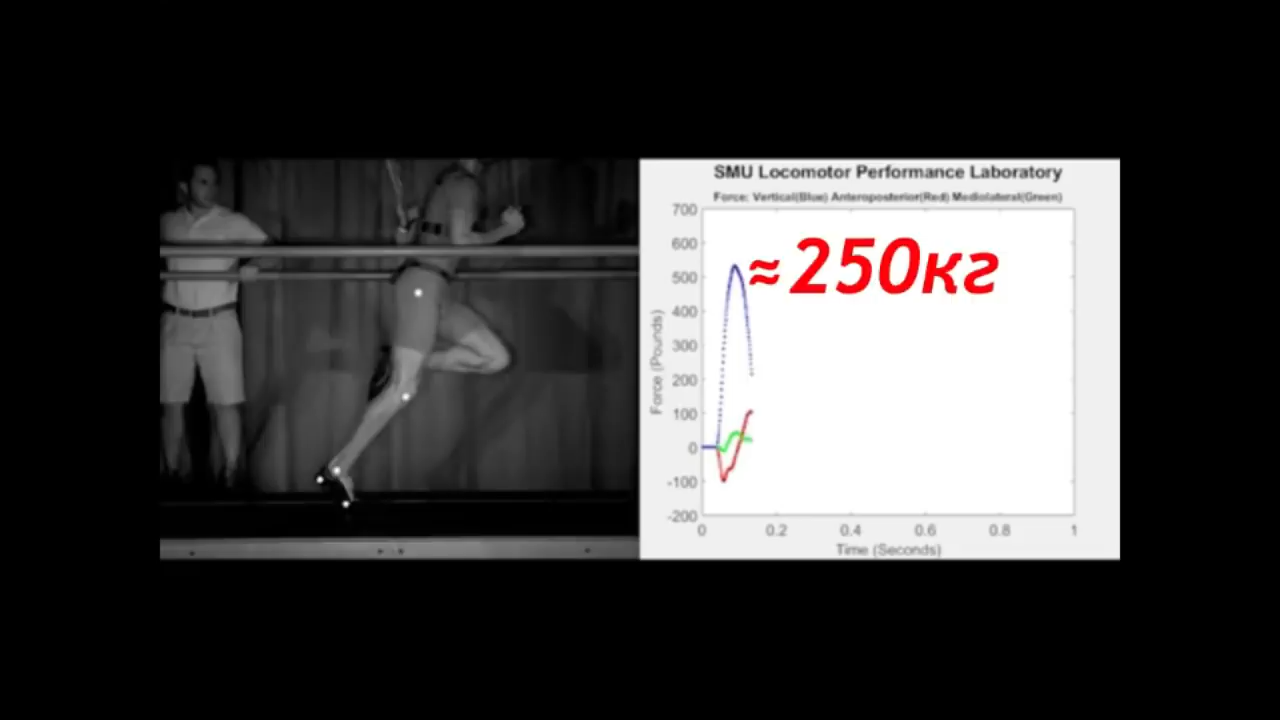 SMU Locomotor Performance Laboratory
Force: Vertical(Blue) Anteroposterior(Red) Mediolateral(Green)
≈250кг
700
600
500
400
300
200
100
0
-100
-200
Force (Pounds)
0 0.2 0.4 0.6 0.8 1
Time (Seconds)